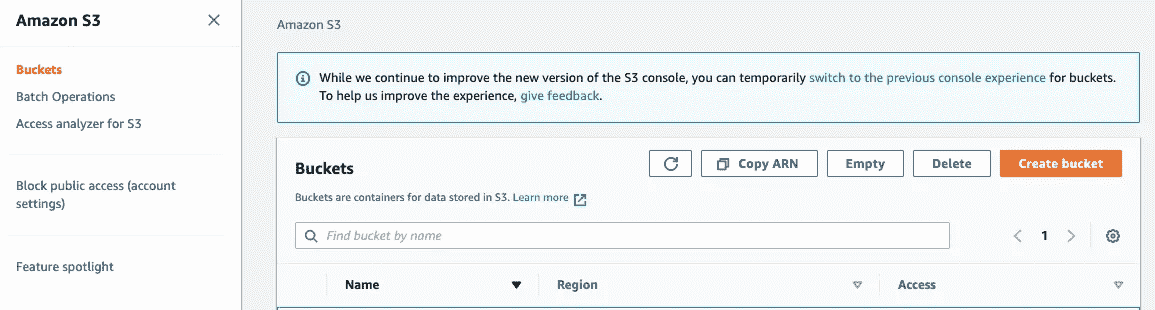 Amazon S3
Buckets
Batch Operations
Access analyzer for S3
Block public access (account
settings)
Feature spotlight
Amazon S3
While we continue to improve the new version of the S3 console, you can temporarily switch to the previous console experience for buckets.
To help us improve the experience, give feedback.
Buckets
Copy ARN
Empty
Delete
Create bucket
Buckets are containers for data stored in S3. Learn more
Find bucket by name
1
Name
Region
Access